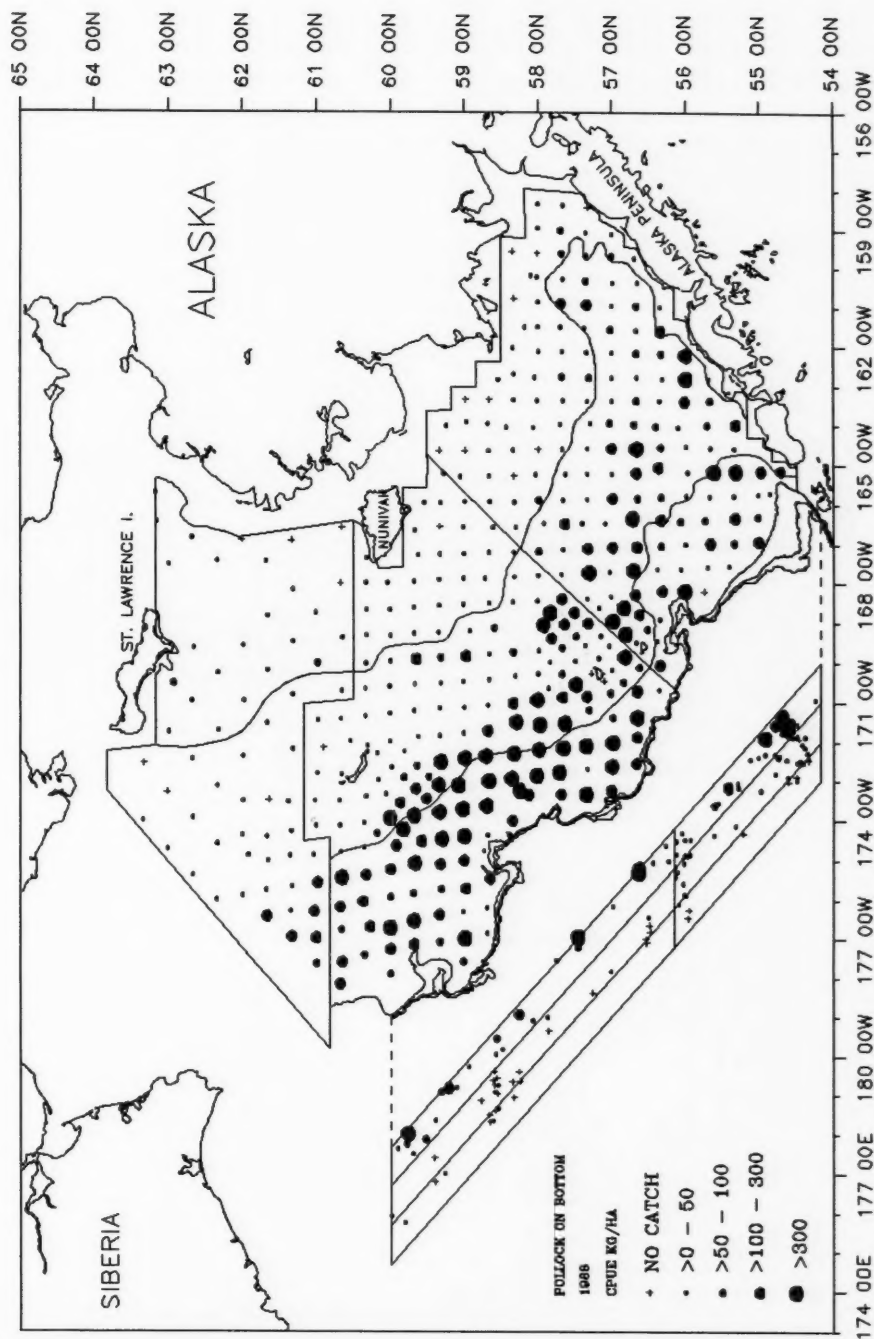 65 00N
64 00N
63 00N
62 00N
61 00N
60 00N
59 00N
58 00N
57 00N
56 00N
55 00N
54 00N
SIBERIA
ST. LAWRENCE I.
ALASKA
NUNIVAK
ALASKA PENINSULA
POLLOCK ON BOTTOM
1988
CPUE KG/HA
+ NO CATCH
>0 - 50
>50 - 100
>100 - 300
>300
174 00E
177 00E
180 00W
177 00W
174 00W
171 00W
168 00W
165 00W
162 00W
159 00W
156 00W